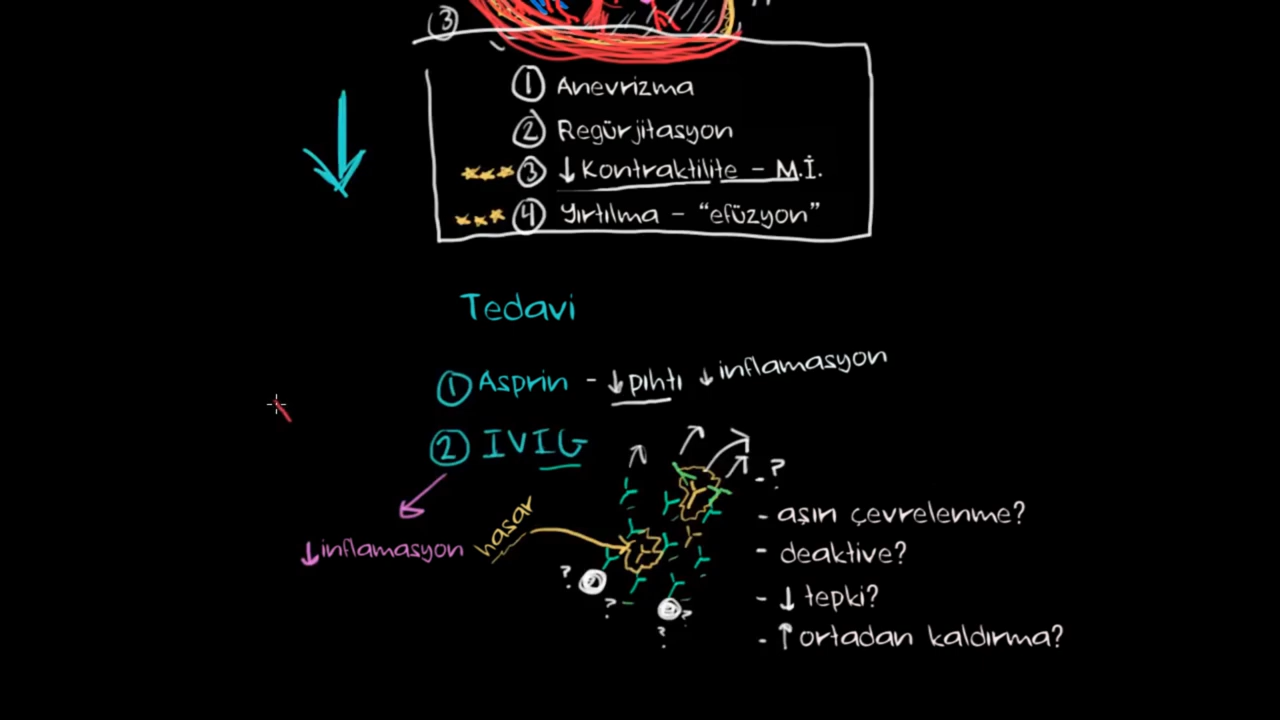 3
1 Anevrizma
2 Regürjitasyon
3 ↓ Kontraktilite - M.İ.
4 Yırtılma - “efüzyon”
Tedavi
1 Asprin - ↓ pıhtı ↓ inflamasyon
2 IVIG
- ?
- aşırı çevrelenme?
↓ inflamasyon hasar
- deaktive?
? ? ? ?
- ↓ tepki?
- ↑ ortadan kaldırma?